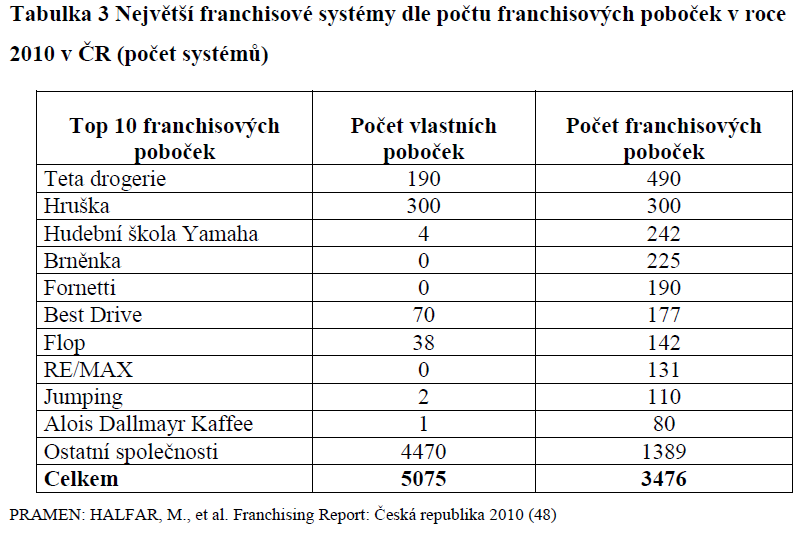 Tabulka 3 Největší franchisové systémy dle počtu franchisových poboček v roce
2010 v ČR (počet systémů)
Top 10 franchisových poboček Počet vlastních poboček Počet franchisových poboček
Teta drogerie 190 490
Hruška 300 300
Hudební škola Yamaha 4 242
Brněnka 0 225
Fornetti 0 190
Best Drive 70 177
Flop 38 142
RE/MAX 0 131
Jumping 2 110
Alois Dallmayr Kaffee 1 80
Ostatní společnosti 4470 1389
Celkem 5075 3476
PRAMEN: HALFAR, M., et al. Franchising Report: Česká republika 2010 (48)